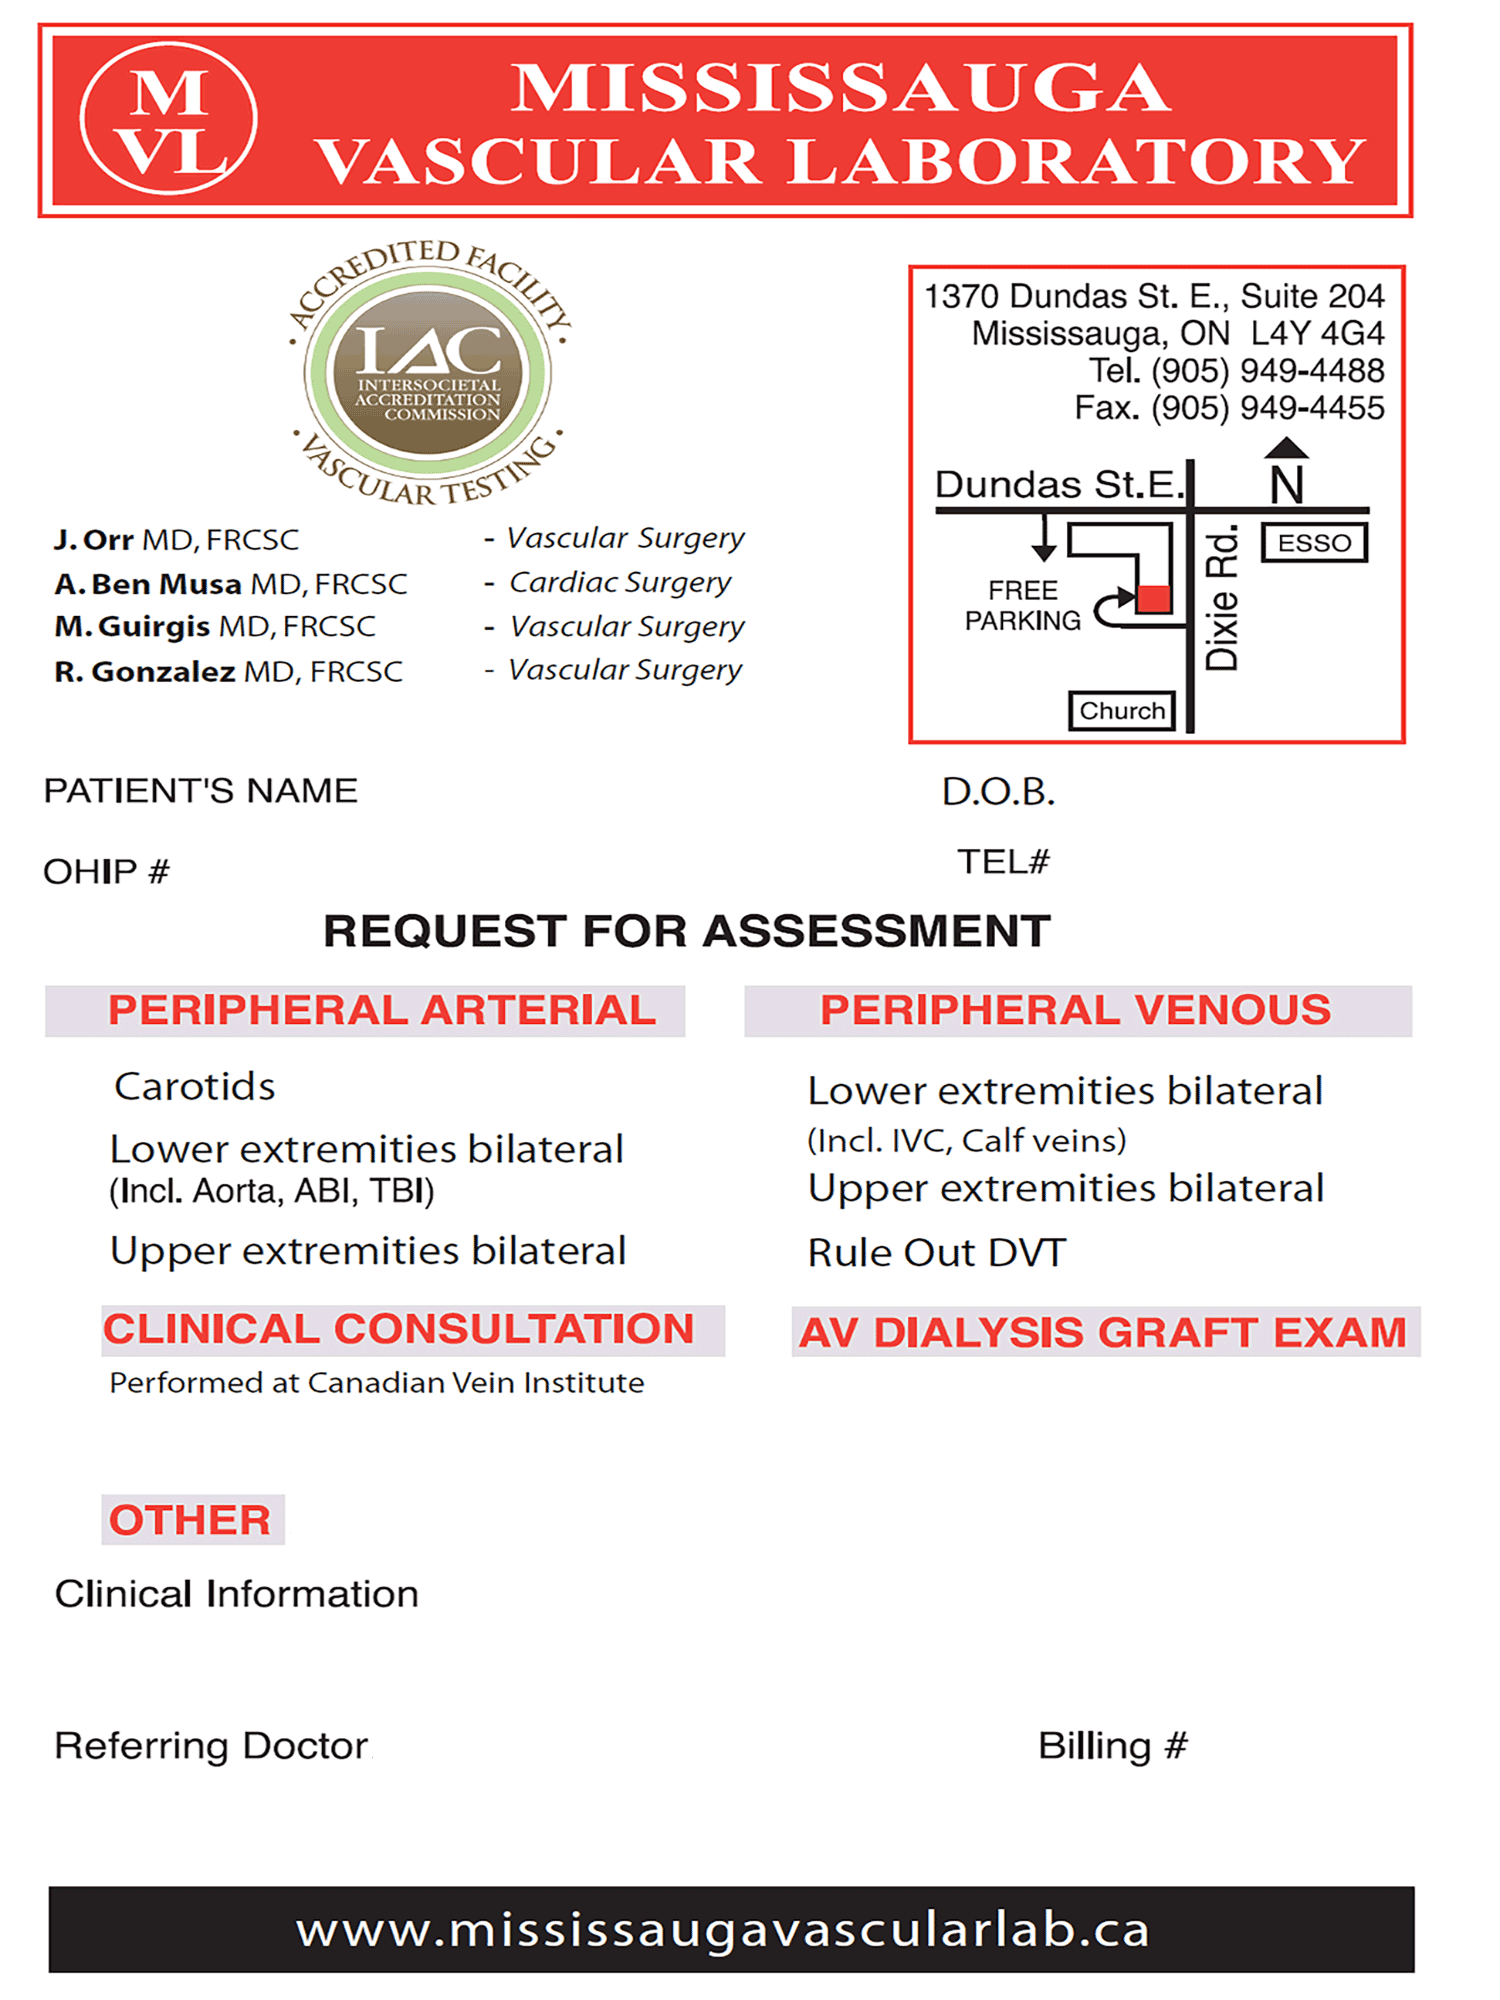 M
VL
MISSISSAUGA
VASCULAR LABORATORY
· ACCREDITED FACILITY ·
IAC
INTERSOCIETAL
ACCREDITATION
COMMISSION
· VASCULAR TESTING ·
1370 Dundas St. E., Suite 204
Mississauga, ON L4Y 4G4
Tel. (905) 949-4488
Fax. (905) 949-4455
Dundas St.E.
N
ESSO
Dixie Rd.
FREE
PARKING
Church
J. Orr MD, FRCSC - Vascular Surgery
A. Ben Musa MD, FRCSC - Cardiac Surgery
M. Guirgis MD, FRCSC - Vascular Surgery
R. Gonzalez MD, FRCSC - Vascular Surgery
PATIENT'S NAME D.O.B.
OHIP # TEL#
REQUEST FOR ASSESSMENT
PERIPHERAL ARTERIAL
Carotids
Lower extremities bilateral
(Incl. Aorta, ABI, TBI)
Upper extremities bilateral
PERIPHERAL VENOUS
Lower extremities bilateral
(Incl. IVC, Calf veins)
Upper extremities bilateral
Rule Out DVT
CLINICAL CONSULTATION
Performed at Canadian Vein Institute
AV DIALYSIS GRAFT EXAM
OTHER
Clinical Information
Referring Doctor Billing #
www.mississaugavascularlab.ca